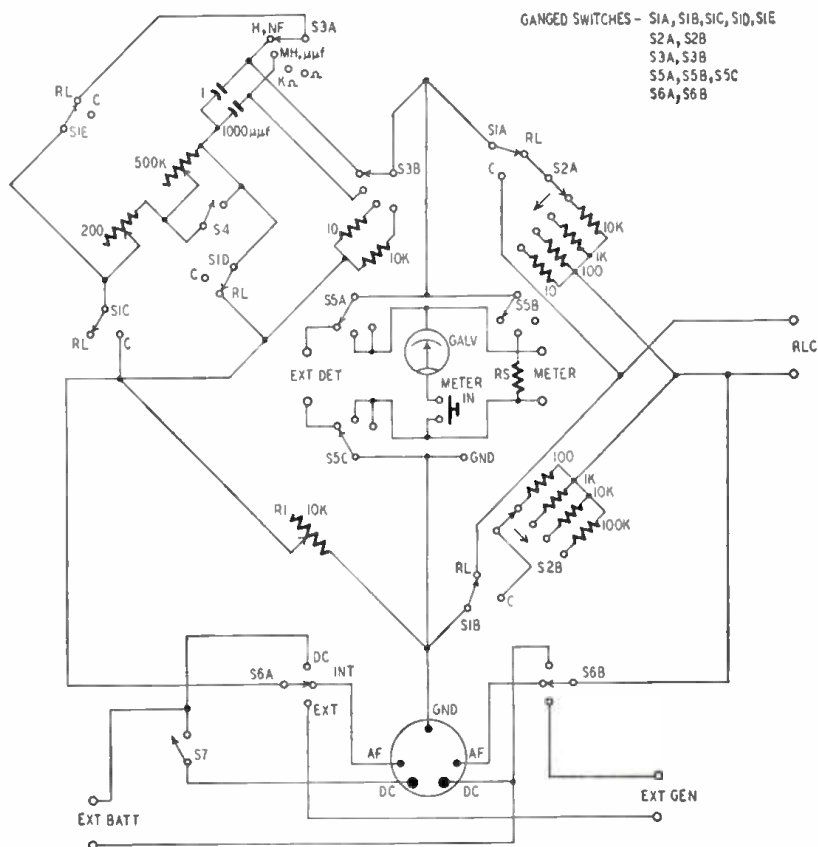 GANGED SWITCHES - S1A, S1B, S1C, S1D, S1E
S2A, S2B
S3A, S3B
S5A, S5B, S5C
S6A, S6B
H, NF
S3A
MH, μμf
KΩ
Ω
RL
C
S1E
1
1000μμf
500K
200
S4
S1D
C
RL
S3B
10
10K
S1A
RL
C
S2A
10K
1K
100
10
S1C
RL
C
S5A
S5B
GALV
EXT DET
METER
IN
RS
METER
RLC
S5C
GND
100
1K
10K
100K
R1
10K
S2B
RL
C
S1B
DC
S6A
INT
EXT
S6B
GND
S7
AF
AF
DC
DC
EXT BATT
EXT GEN